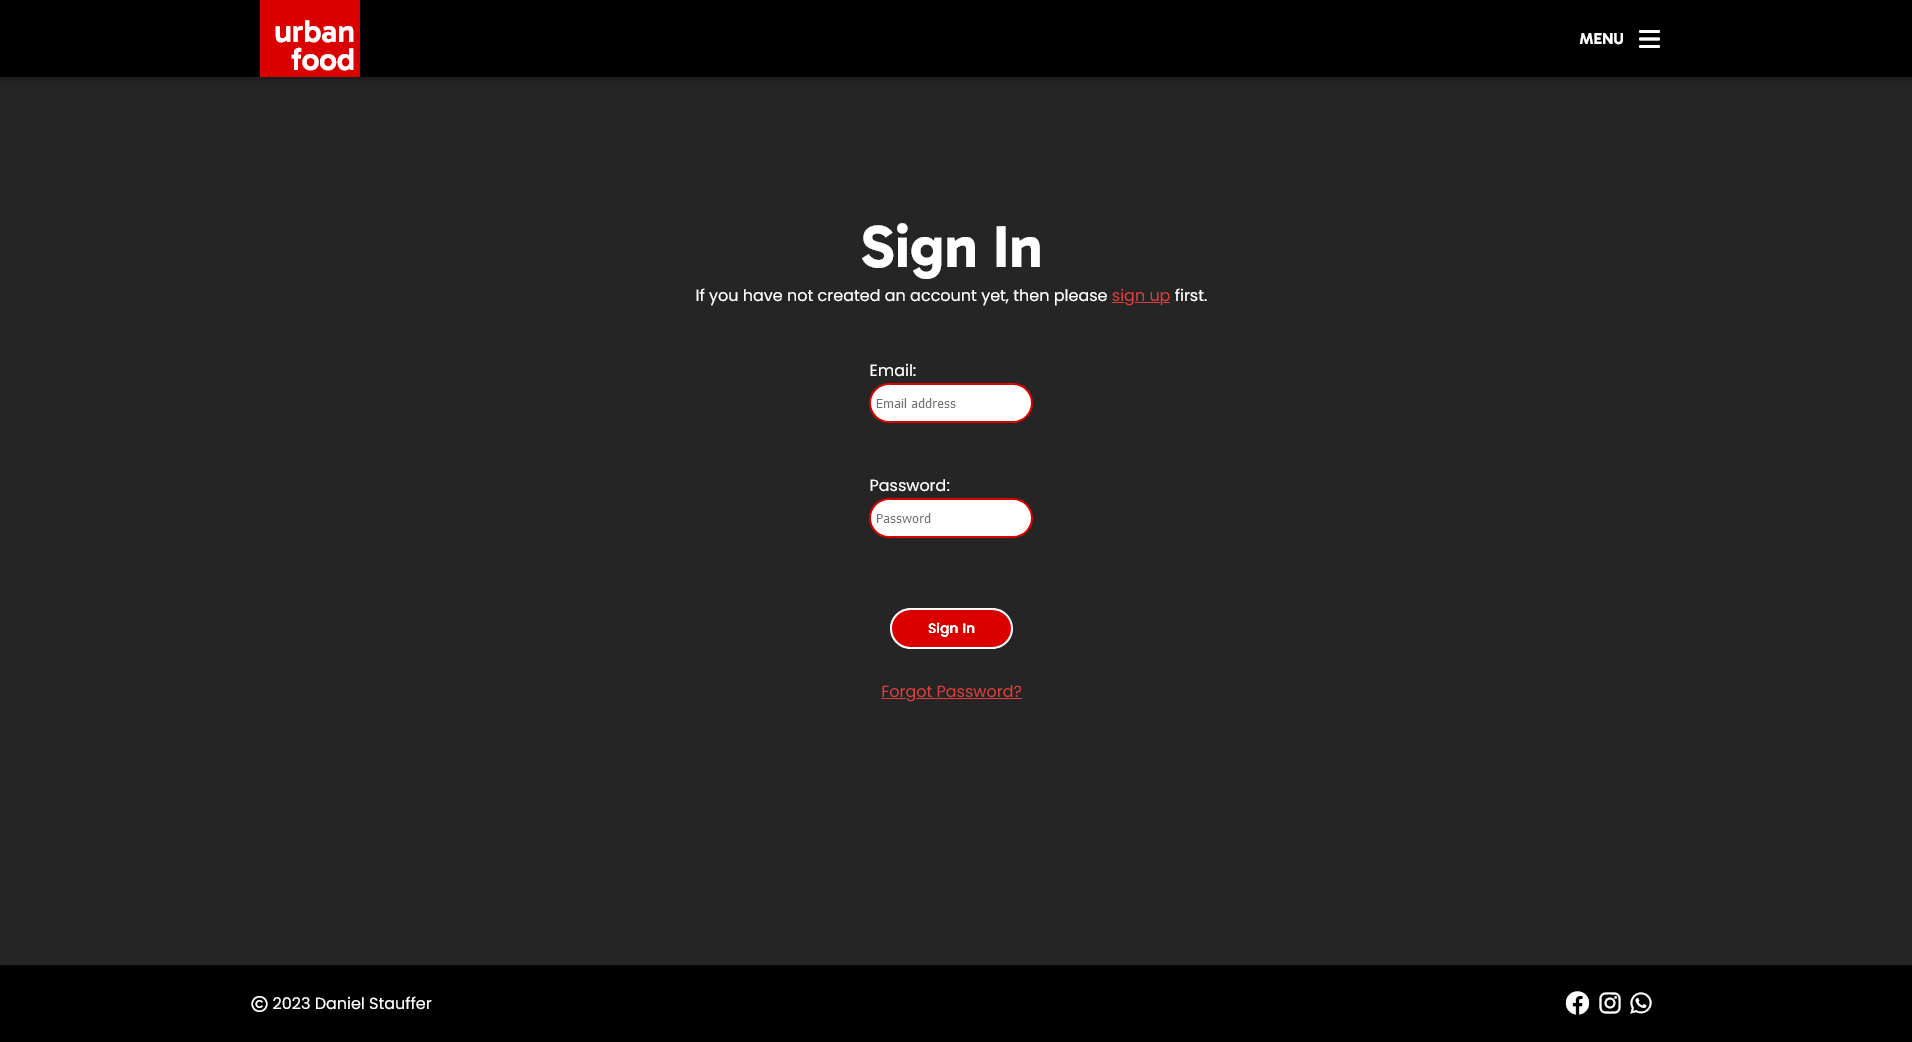 urban
food
MENU
Sign In
If you have not created an account yet, then please sign up first.
Email:
Email address
Password:
Password
Sign In
Forgot Password?
© 2023 Daniel Stauffer